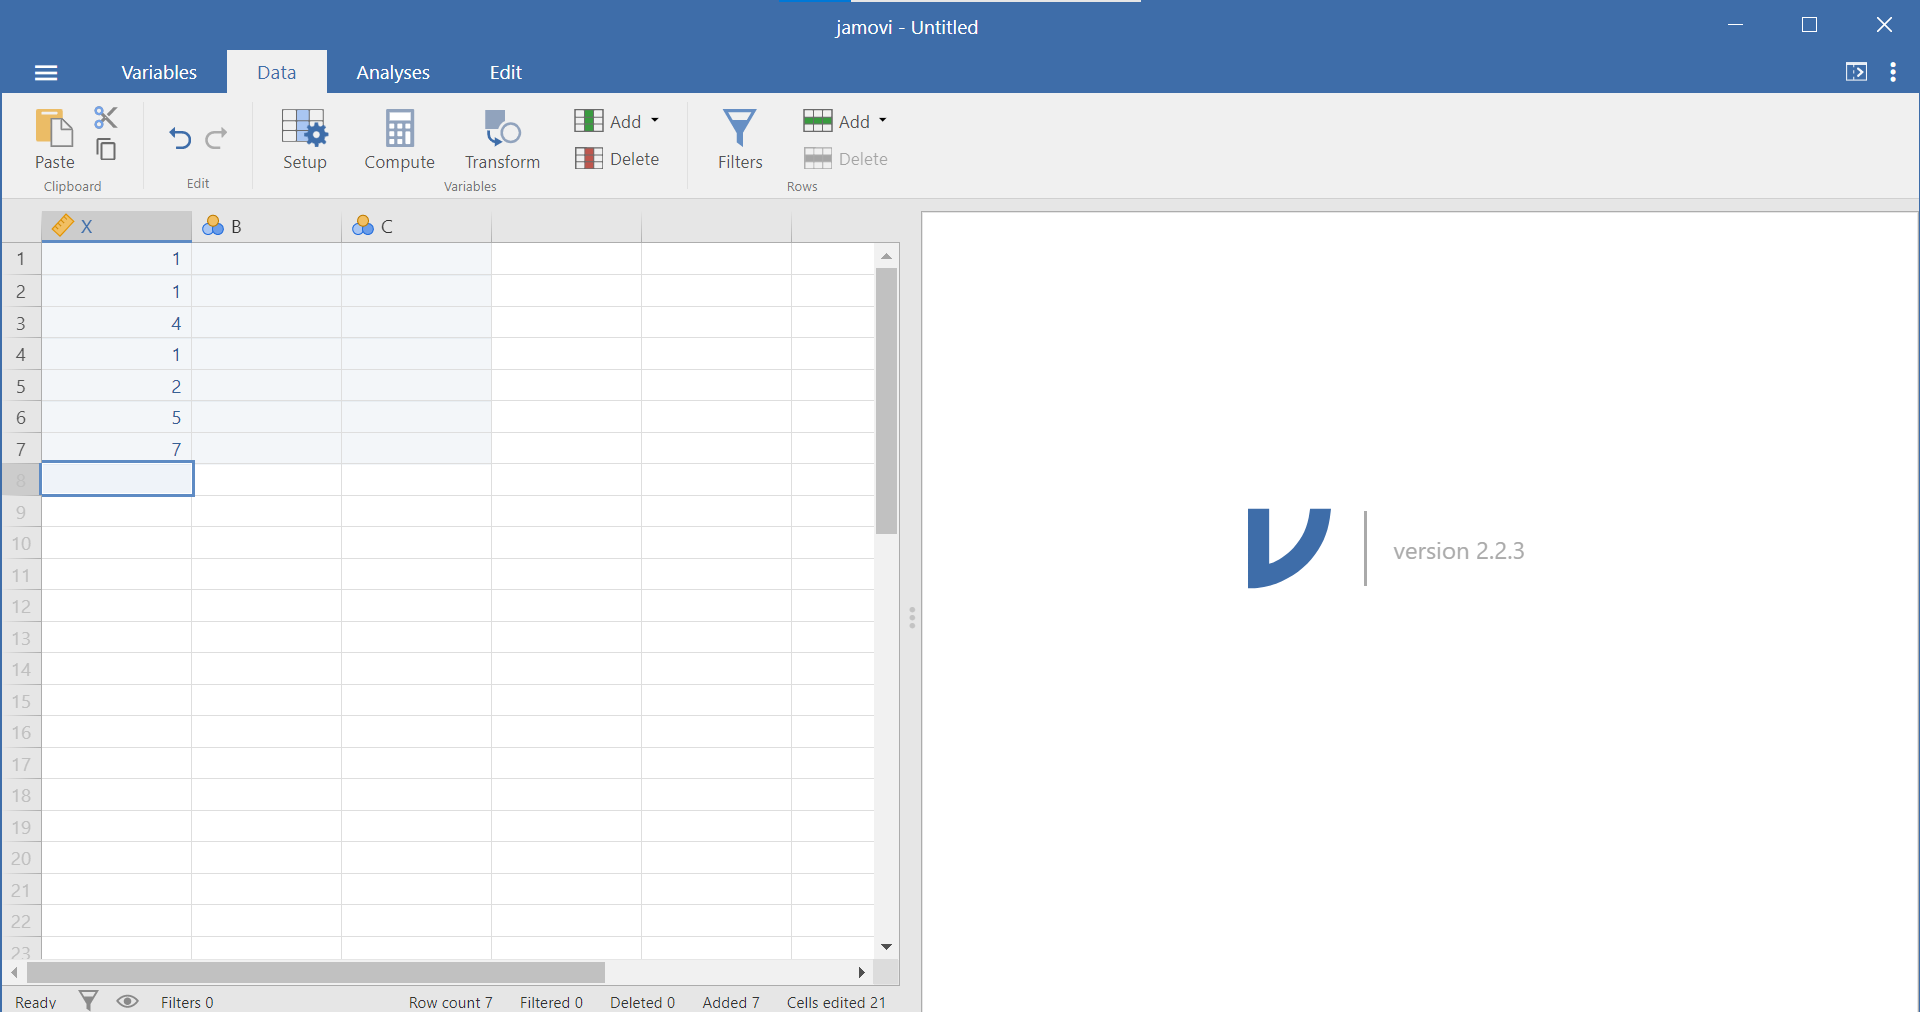 jamovi - Untitled
Variables Data Analyses Edit
Paste
Clipboard
Edit
Setup Compute Transform
Add
Delete
Variables
Filters
Add
Delete
Rows
X B C
1 1
2 1
3 4
4 1
5 2
6 5
7 7
8
9
10
11
12
13
14
15
16
17
18
19
20
21
22
23
version 2.2.3
Ready Filters 0 Row count 7 Filtered 0 Deleted 0 Added 7 Cells edited 21